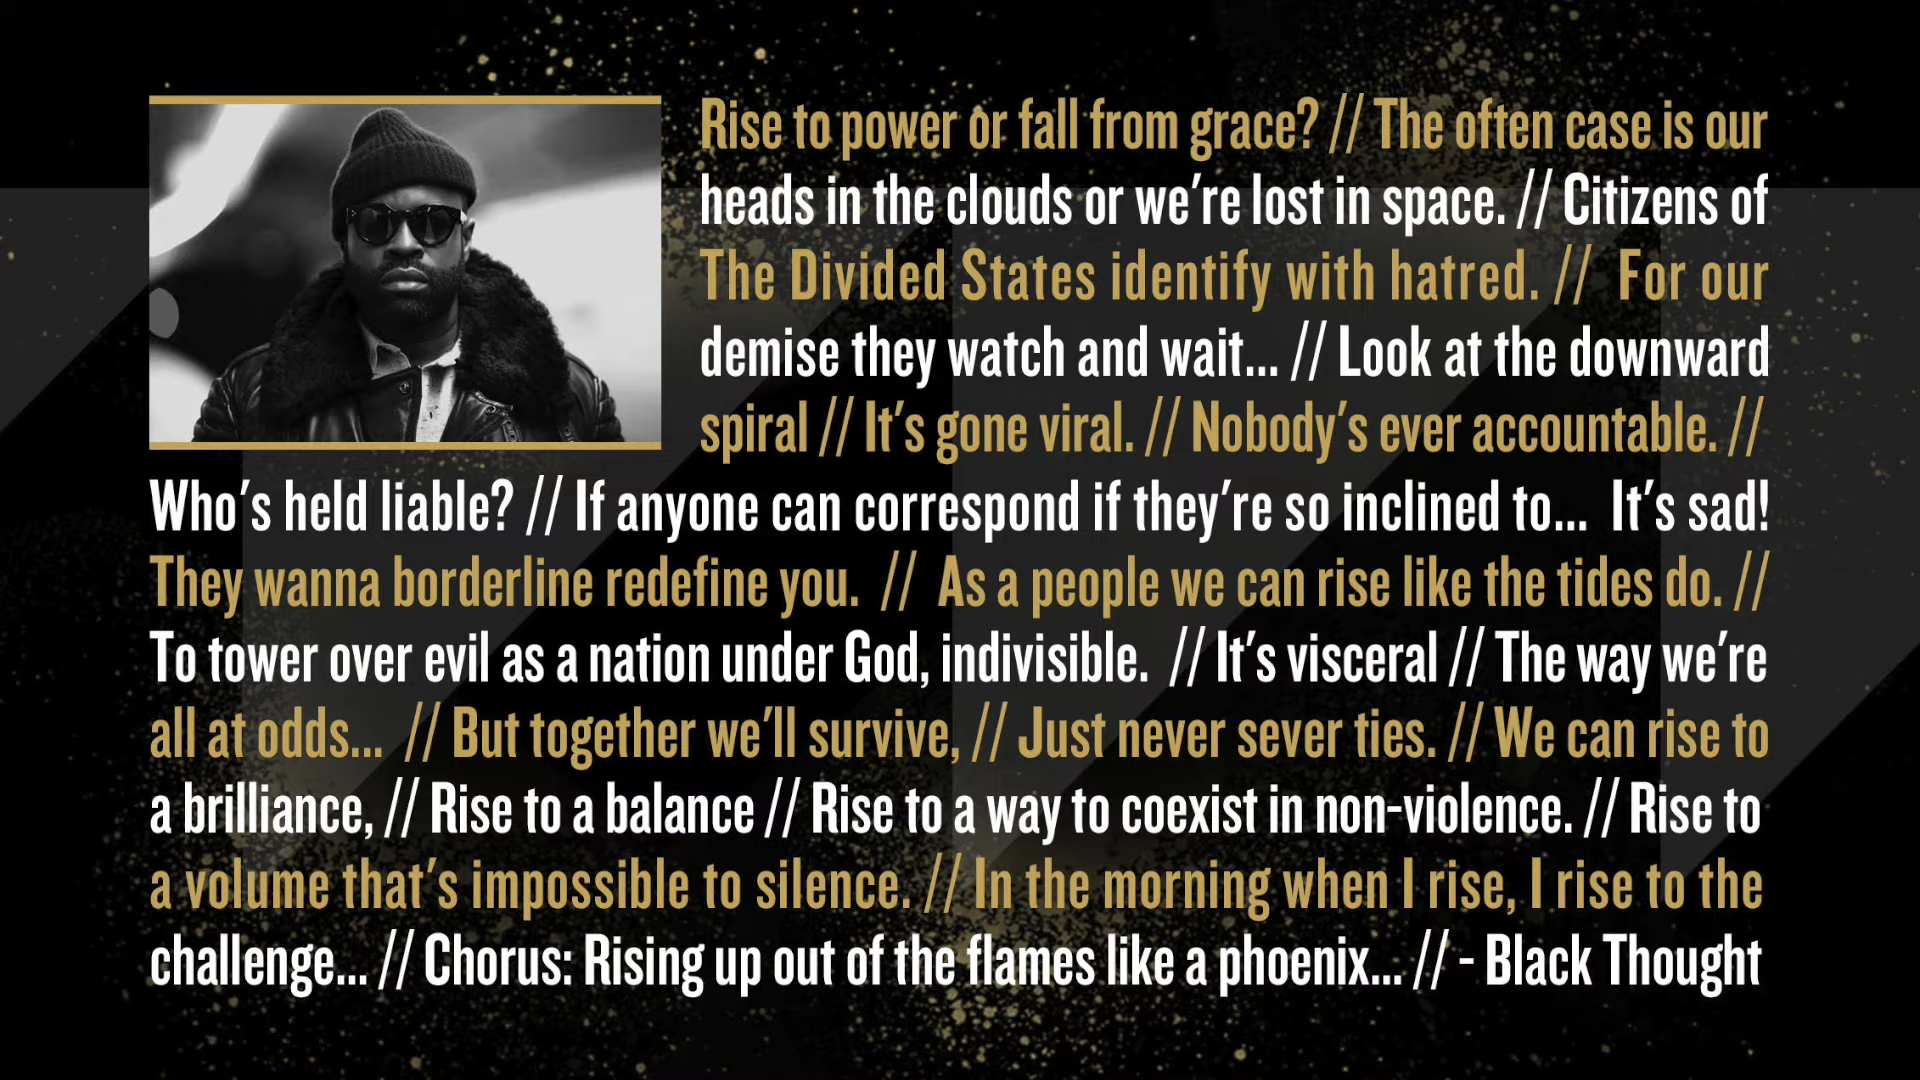 Rise to power or fall from grace? // The often case is our
heads in the clouds or we're lost in space. // Citizens of
The Divided States identify with hatred. // For our
demise they watch and wait... // Look at the downward
spiral // It's gone viral. // Nobody's ever accountable. //
Who's held liable? // If anyone can correspond if they're so inclined to... It's sad!
They wanna borderline redefine you. // As a people we can rise like the tides do. //
To tower over evil as a nation under God, indivisible. // It's visceral // The way we're
all at odds... // But together we'll survive, // Just never sever ties. // We can rise to
a brilliance, // Rise to a balance // Rise to a way to coexist in non-violence. // Rise to
a volume that's impossible to silence. // In the morning when I rise, I rise to the
challenge... // Chorus: Rising up out of the flames like a phoenix... // - Black Thought